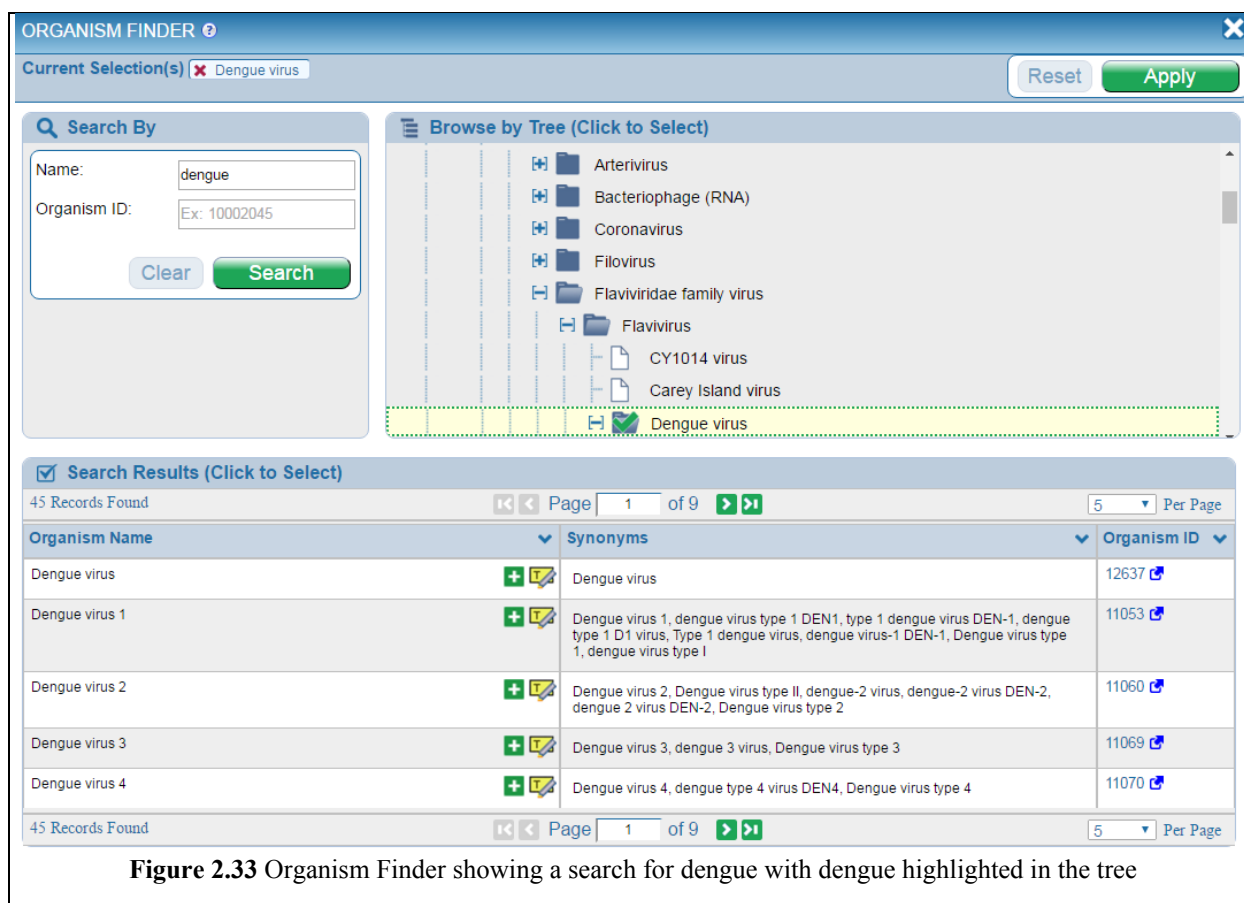 ORGANISM FINDER ?
Current Selection(s) Dengue virus
Reset Apply
Search By
Name: dengue
Organism ID: Ex: 10002045
Clear Search
Browse by Tree (Click to Select)
Arterivirus
Bacteriophage (RNA)
Coronavirus
Filovirus
Flaviviridae family virus
Flavivirus
CY1014 virus
Carey Island virus
Dengue virus
Search Results (Click to Select)
45 Records Found Page 1 of 9 5 Per Page
Organism Name Synonyms Organism ID
Dengue virus T Dengue virus 12637
Dengue virus 1 T Dengue virus 1, dengue virus type 1 DEN1, type 1 dengue virus DEN-1, dengue 11053
type 1 D1 virus, Type 1 dengue virus, dengue virus-1 DEN-1, Dengue virus type
1, dengue virus type I
Dengue virus 2 T Dengue virus 2, Dengue virus type II, dengue-2 virus, dengue-2 virus DEN-2, 11060
dengue 2 virus DEN-2, Dengue virus type 2
Dengue virus 3 T Dengue virus 3, dengue 3 virus, Dengue virus type 3 11069
Dengue virus 4 T Dengue virus 4, dengue type 4 virus DEN4, Dengue virus type 4 11070
45 Records Found Page 1 of 9 5 Per Page
Figure 2.33 Organism Finder showing a search for dengue with dengue highlighted in the tree